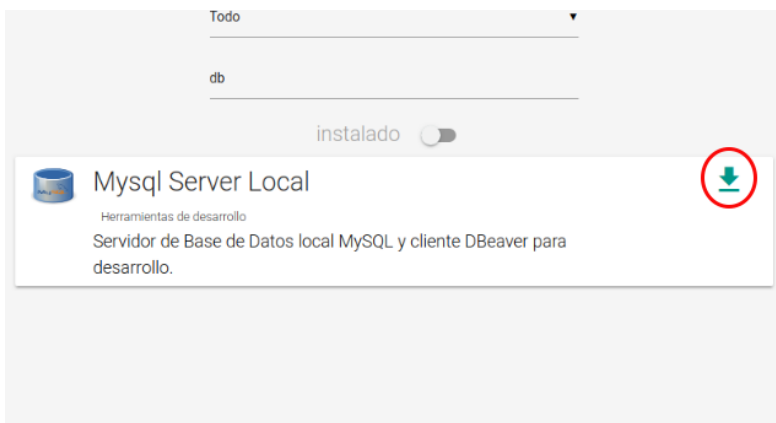 Todo
db
instalado
Mysql Server Local
Herramientas de desarrollo
Servidor de Base de Datos local MySQL y cliente DBeaver para
desarrollo.